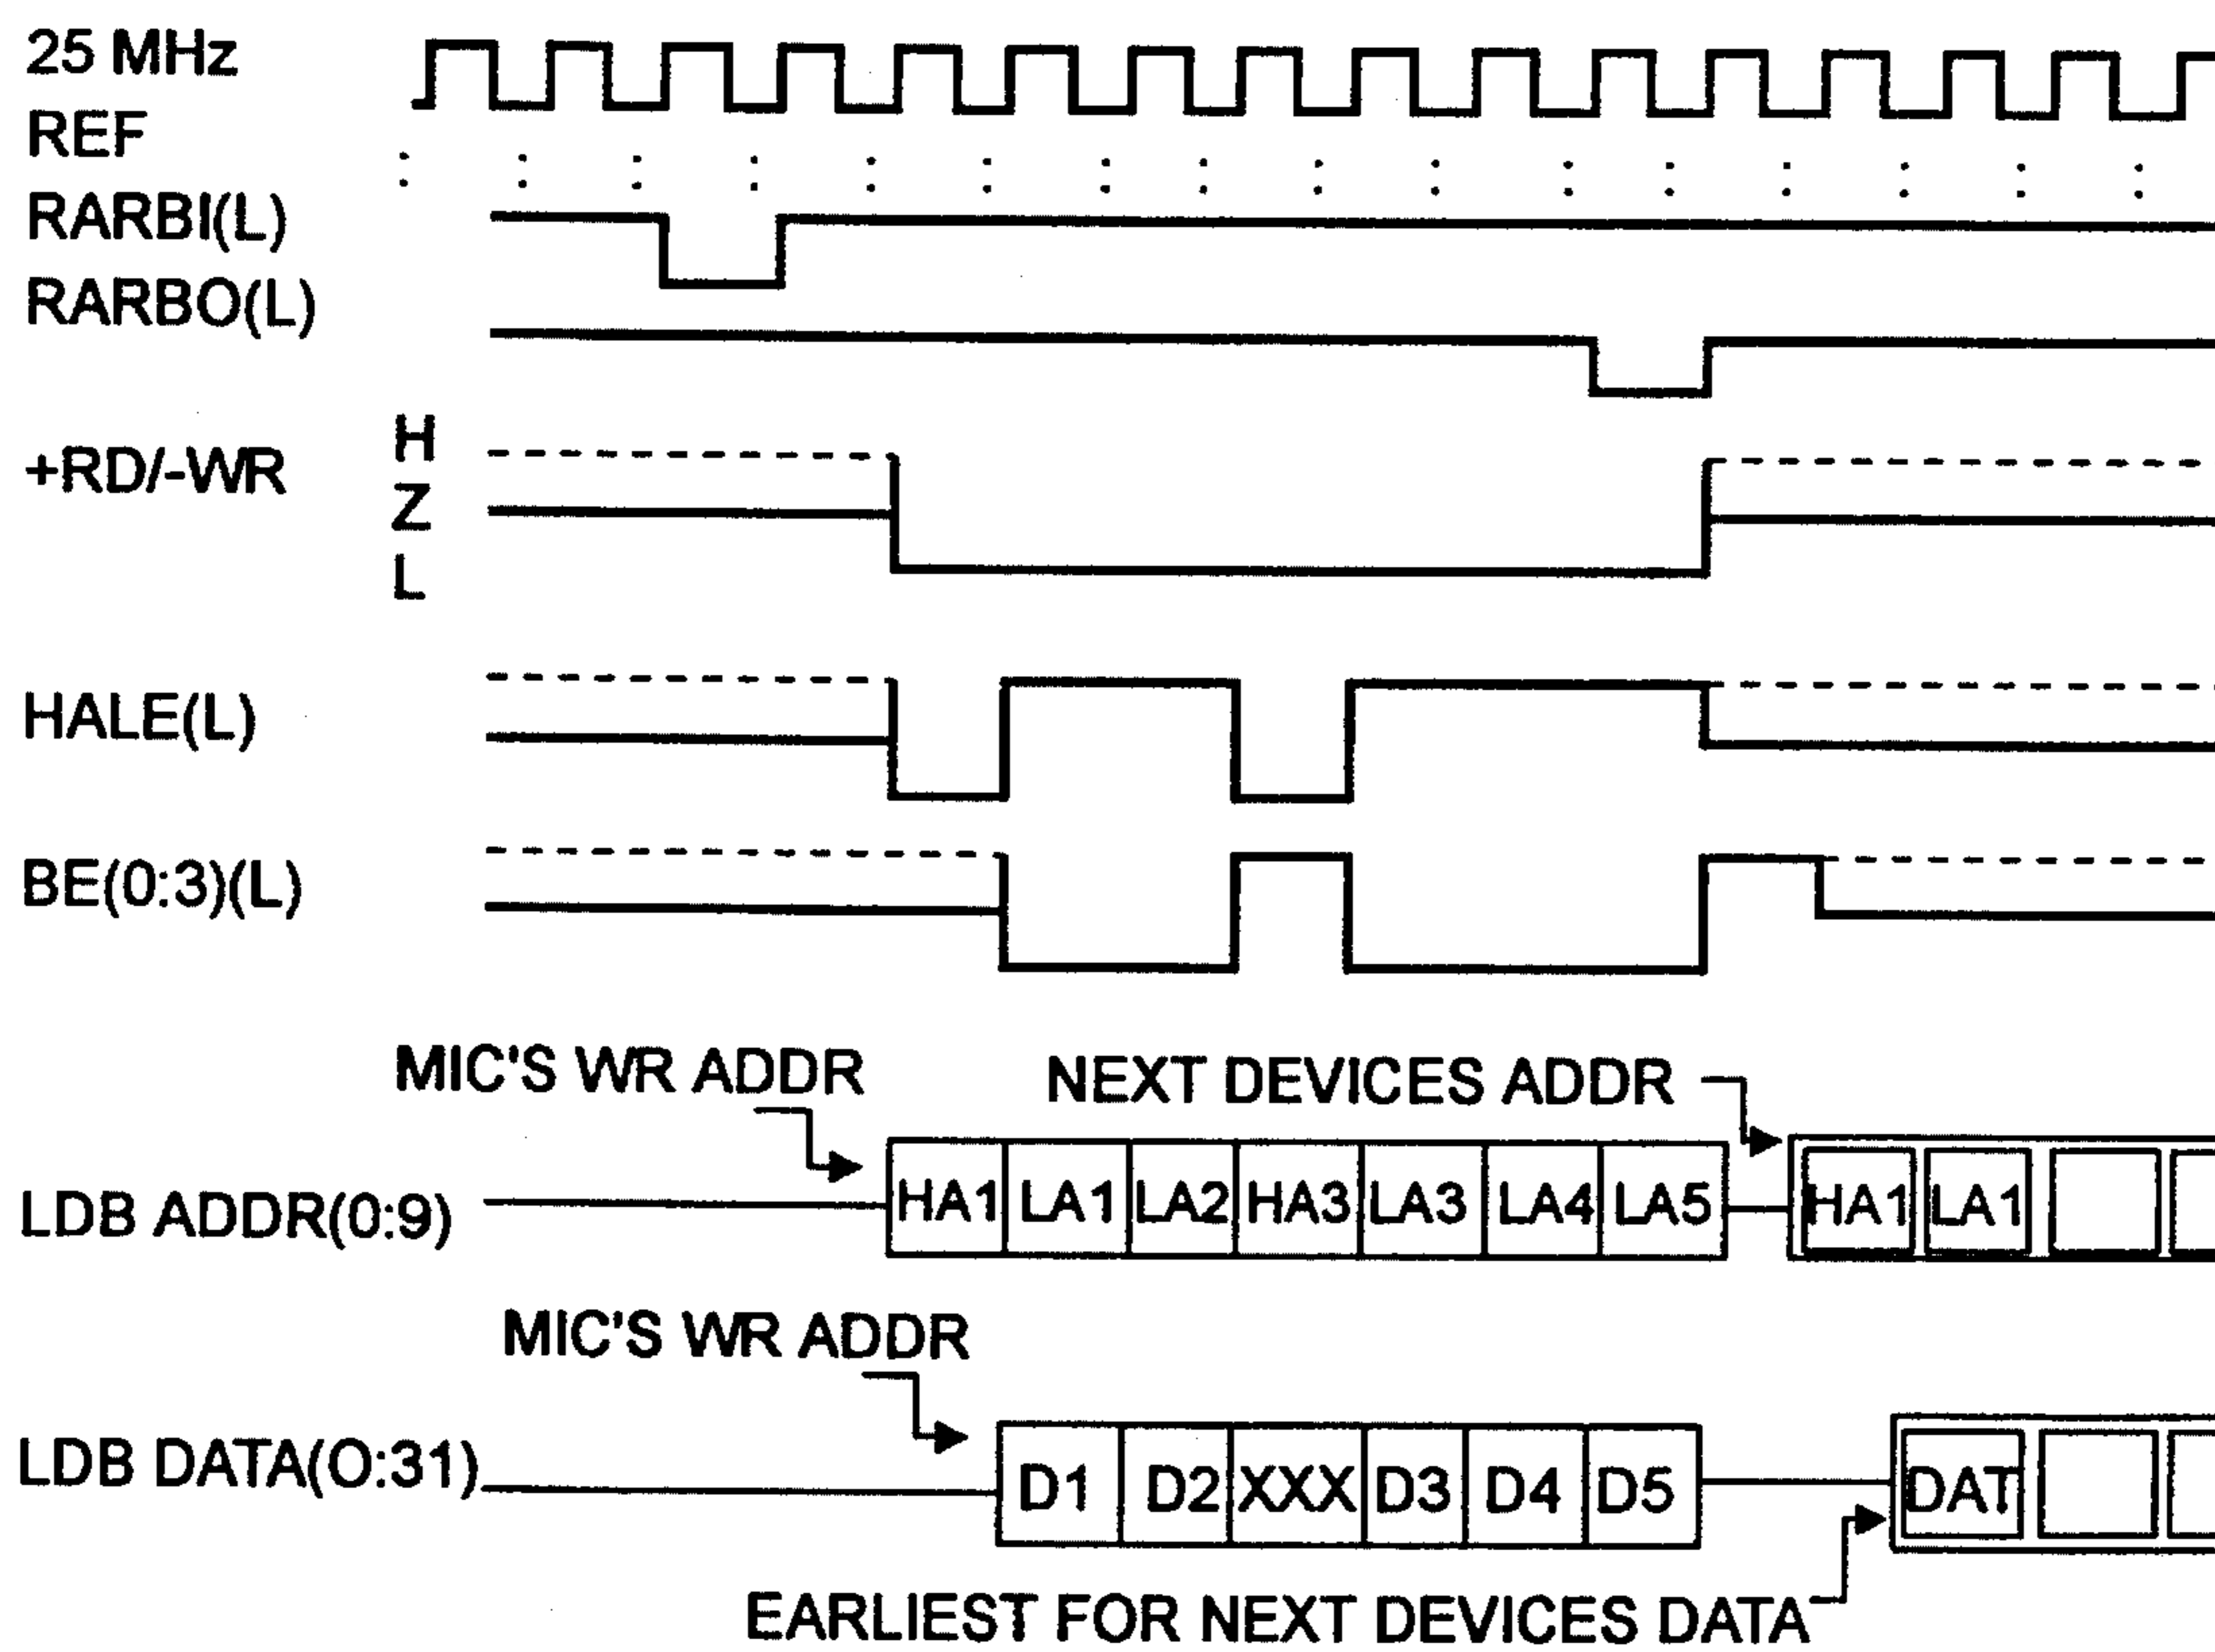 25 MHz
REF
RARBI(L)
RARBO(L)
+RD/-WR
H
Z
L
HALE(L)
BE(0:3)(L)
MIC'S WR ADDR
NEXT DEVICES ADDR
LDB ADDR(0:9)
HA1 LA1 LA2 HA3 LA3 LA4 LA5 HA1 LA1
MIC'S WR ADDR
LDB DATA(O:31)
D1 D2 XXX D3 D4 D5 DAT
EARLIEST FOR NEXT DEVICES DATA